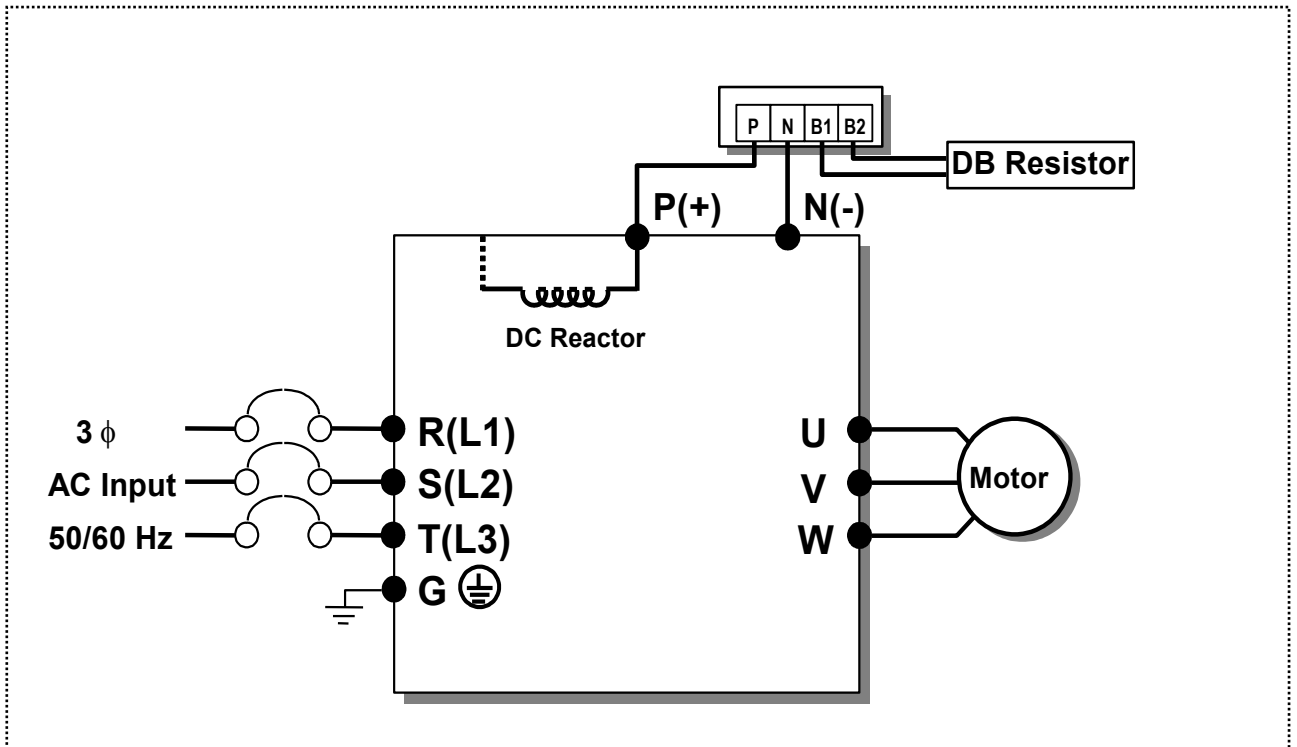 P N B1 B2
DB Resistor
P(+) N(-)
DC Reactor
3 ϕ
AC Input
50/60 Hz
R(L1)
S(L2)
T(L3)
G
U
V
W
Motor